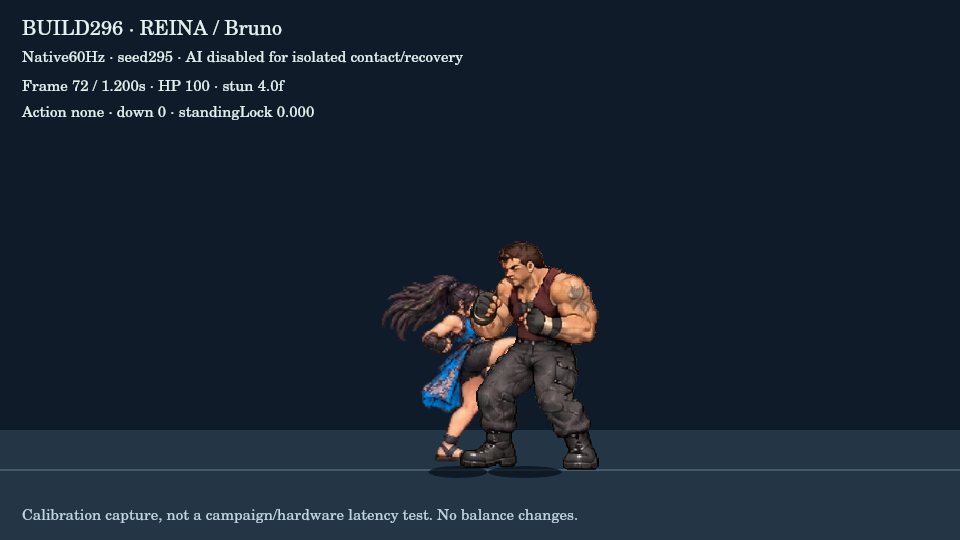 BUILD296 · REINA / Bruno
Native60Hz · seed295 · AI disabled for isolated contact/recovery
Frame 72 / 1.200s · HP 100 · stun 4.0f
Action none · down 0 · standingLock 0.000
Calibration capture, not a campaign/hardware latency test. No balance changes.